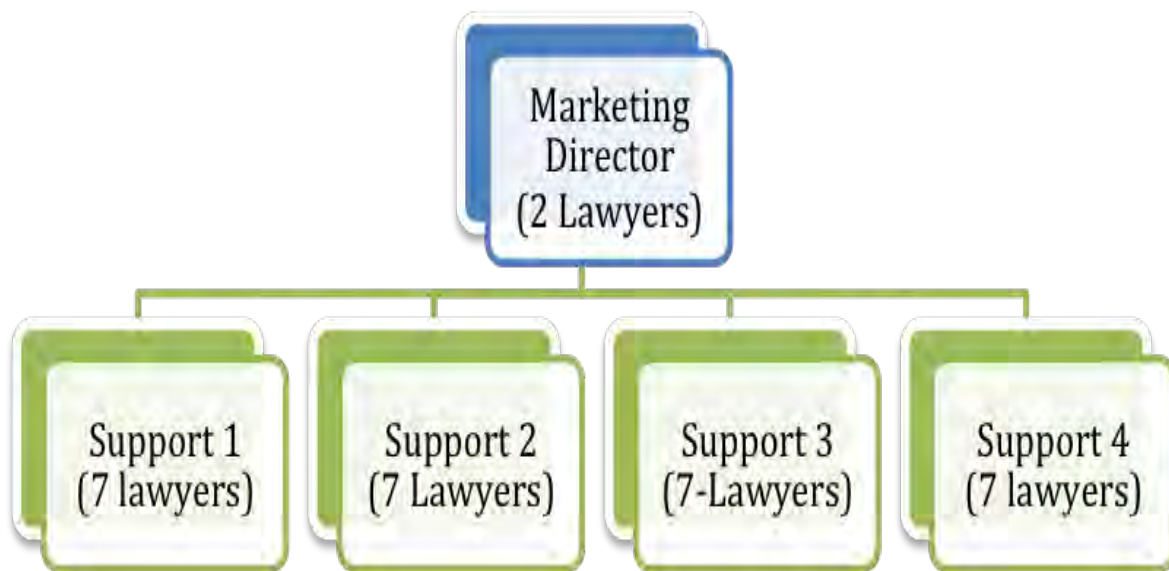 Marketing
Director
(2 Lawyers)
Support 1
(7 lawyers)
Support 2
(7 Lawyers)
Support 3
(7-Lawyers)
Support 4
(7 lawyers)